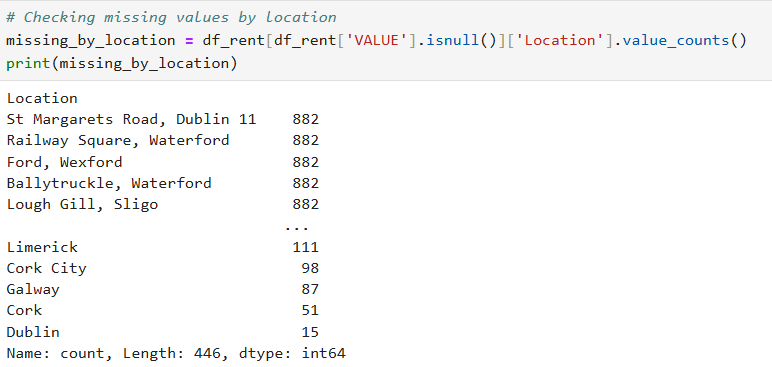 # Checking missing values by location
missing_by_location = df_rent[df_rent['VALUE'].isnull()]['Location'].value_counts()
print(missing_by_location)
Location
St Margarets Road, Dublin 11    882
Railway Square, Waterford       882
Ford, Wexford                   882
Ballytruckle, Waterford         882
Lough Gill, Sligo               882
...
Limerick                        111
Cork City                        98
Galway                           87
Cork                             51
Dublin                           15
Name: count, Length: 446, dtype: int64